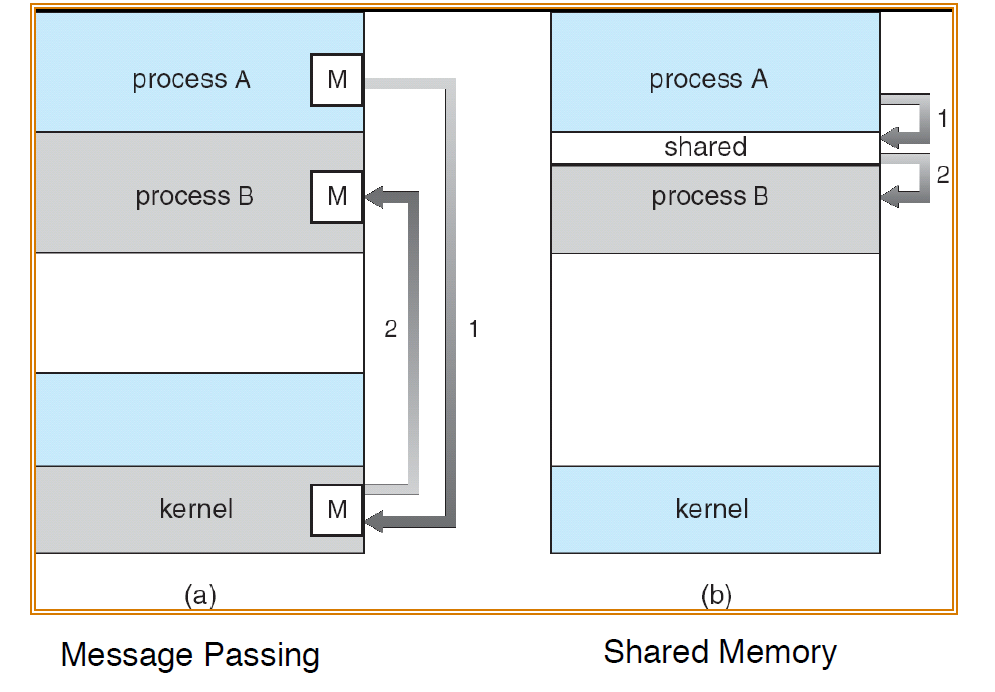 process A
M
process B
M
2
1
kernel
M
(a)
Message Passing
process A
1
shared
2
process B
kernel
(b)
Shared Memory